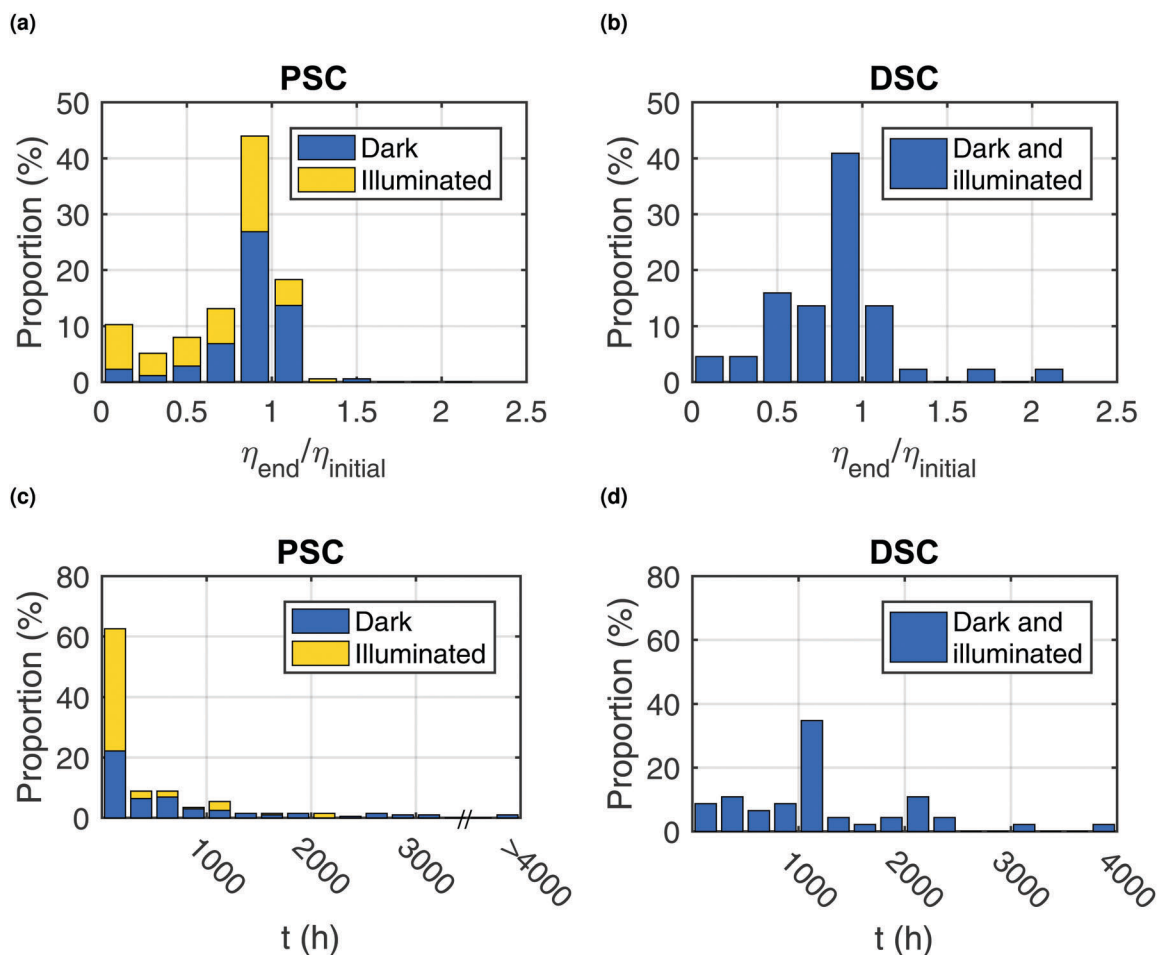 (a)
PSC
Proportion (%)
50
40
30
20
10
0
Dark
Illuminated
0 0.5 1 1.5 2 2.5
ηend/ηinitial
(b)
DSC
Proportion (%)
50
40
30
20
10
0
Dark and
illuminated
0 0.5 1 1.5 2 2.5
ηend/ηinitial
(c)
PSC
Proportion (%)
80
60
40
20
0
Dark
Illuminated
//
1000 2000 3000 >4000
t (h)
(d)
DSC
Proportion (%)
80
60
40
20
0
Dark and
illuminated
1000 2000 3000 4000
t (h)